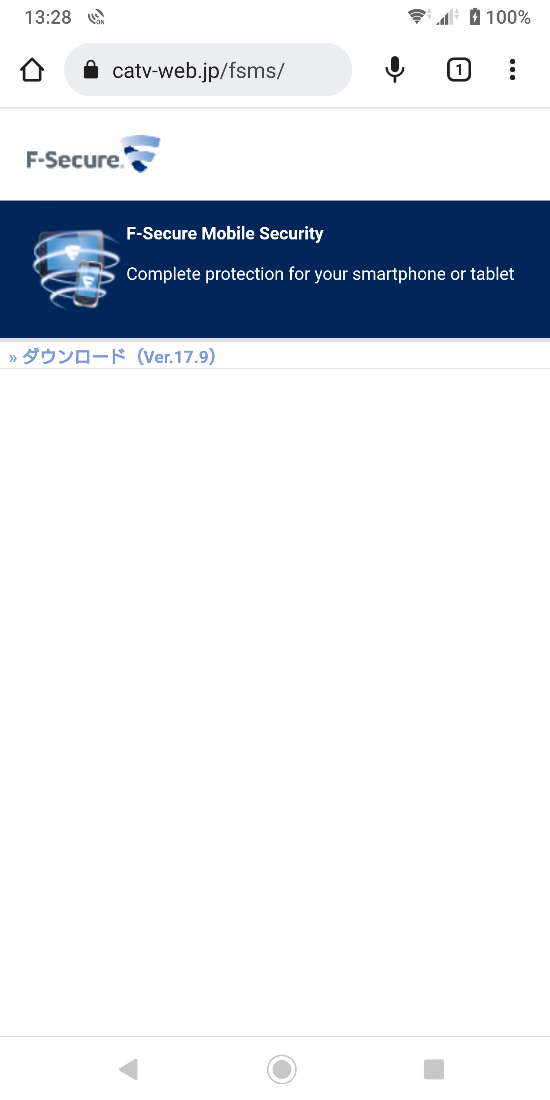 13:28
100%
catv-web.jp/fsms/
1
F-Secure.
F-Secure Mobile Security
Complete protection for your smartphone or tablet
» ダウンロード（Ver.17.9）